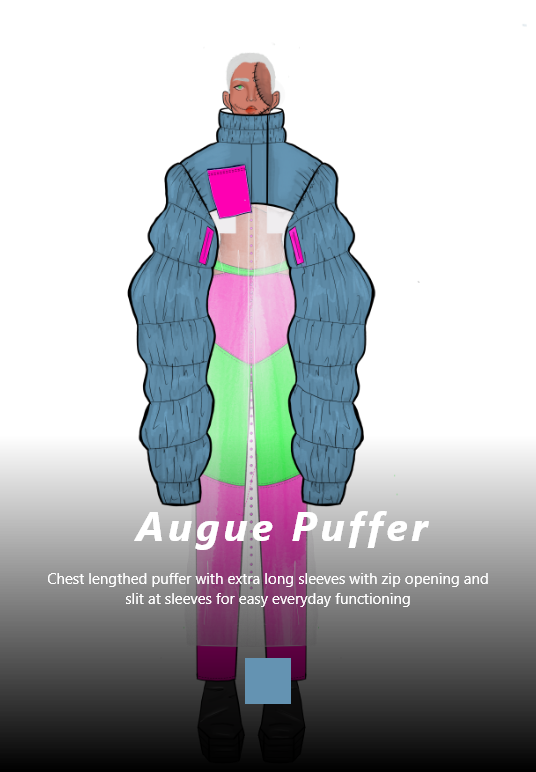 Augue Puffer
Chest lengthed puffer with extra long sleeves with zip opening and
slit at sleeves for easy everyday functioning